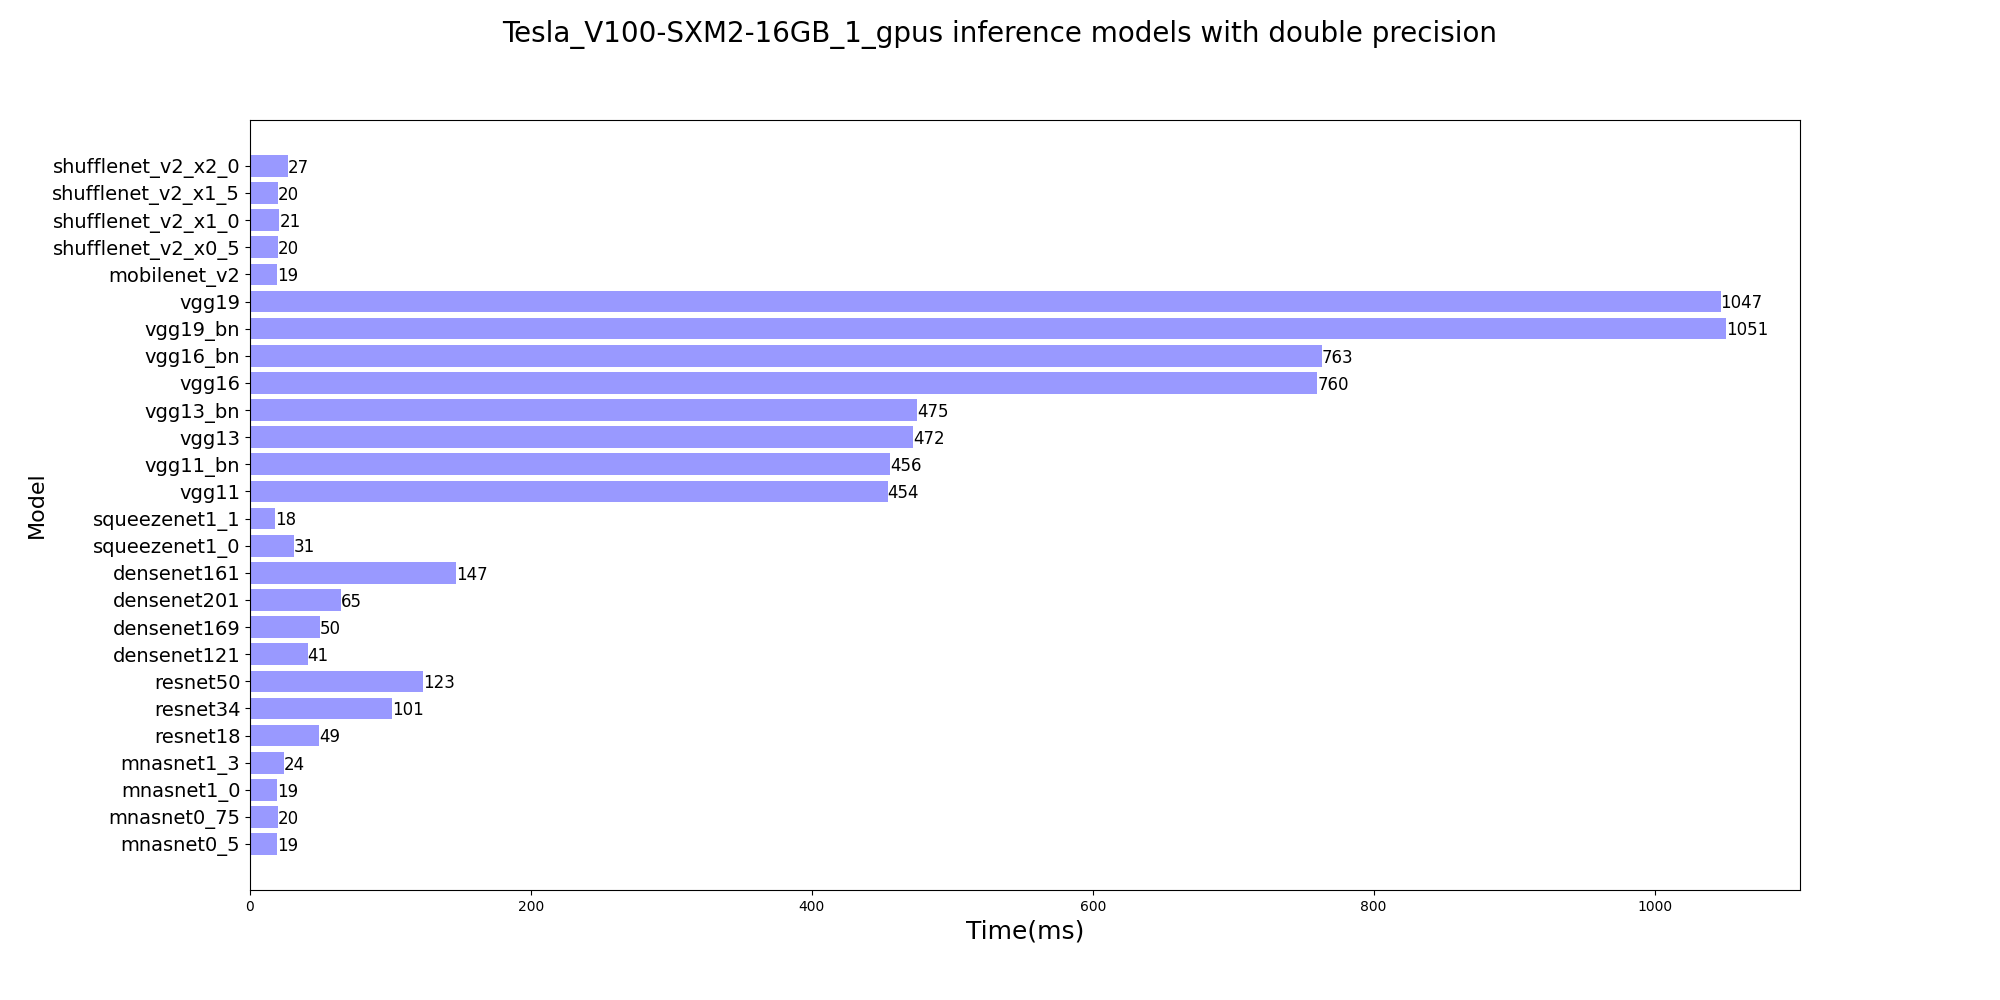 Tesla_V100-SXM2-16GB_1_gpus inference models with double precision
Model
shufflenet_v2_x2_0 27
shufflenet_v2_x1_5 20
shufflenet_v2_x1_0 21
shufflenet_v2_x0_5 20
mobilenet_v2 19
vgg19 1047
vgg19_bn 1051
vgg16_bn 763
vgg16 760
vgg13_bn 475
vgg13 472
vgg11_bn 456
vgg11 454
squeezenet1_1 18
squeezenet1_0 31
densenet161 147
densenet201 65
densenet169 50
densenet121 41
resnet50 123
resnet34 101
resnet18 49
mnasnet1_3 24
mnasnet1_0 19
mnasnet0_75 20
mnasnet0_5 19
0 200 400 600 800 1000
Time(ms)